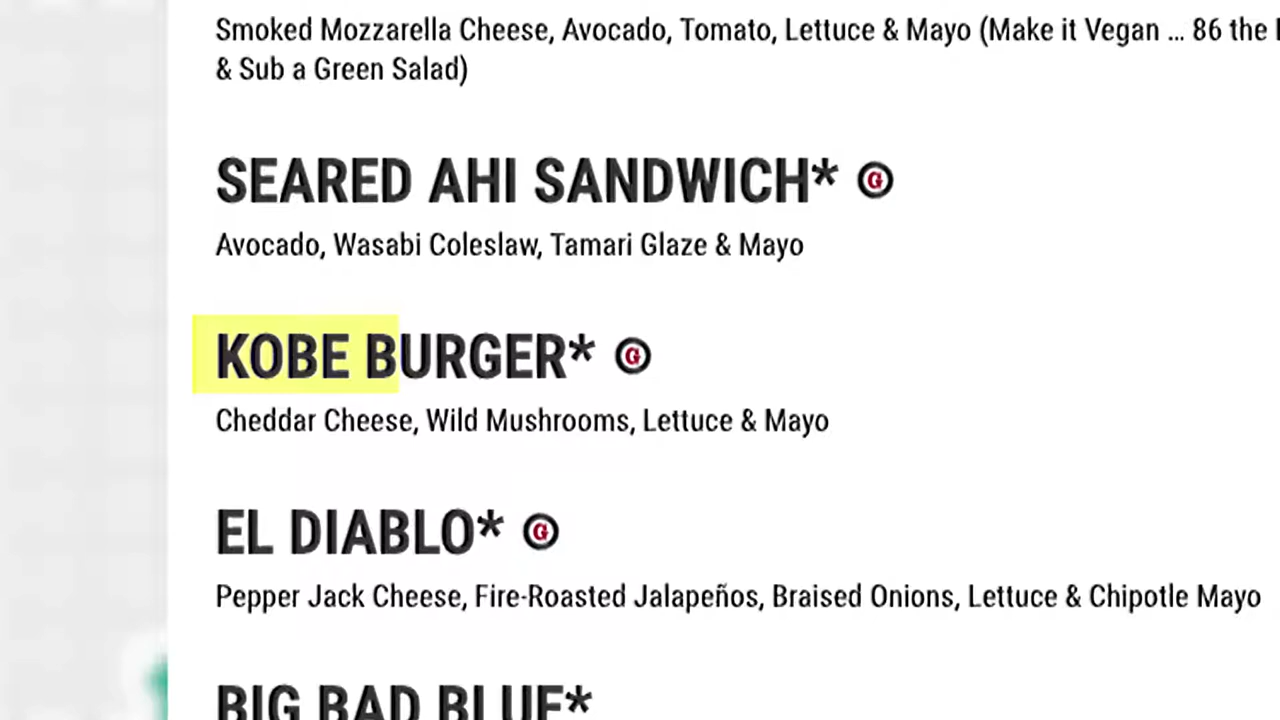 Smoked Mozzarella Cheese, Avocado, Tomato, Lettuce & Mayo (Make it Vegan ... 86 the
& Sub a Green Salad)
SEARED AHI SANDWICH* G
Avocado, Wasabi Coleslaw, Tamari Glaze & Mayo
KOBE BURGER* G
Cheddar Cheese, Wild Mushrooms, Lettuce & Mayo
EL DIABLO* G
Pepper Jack Cheese, Fire-Roasted Jalapeños, Braised Onions, Lettuce & Chipotle Mayo
BIG BAD BLUE*